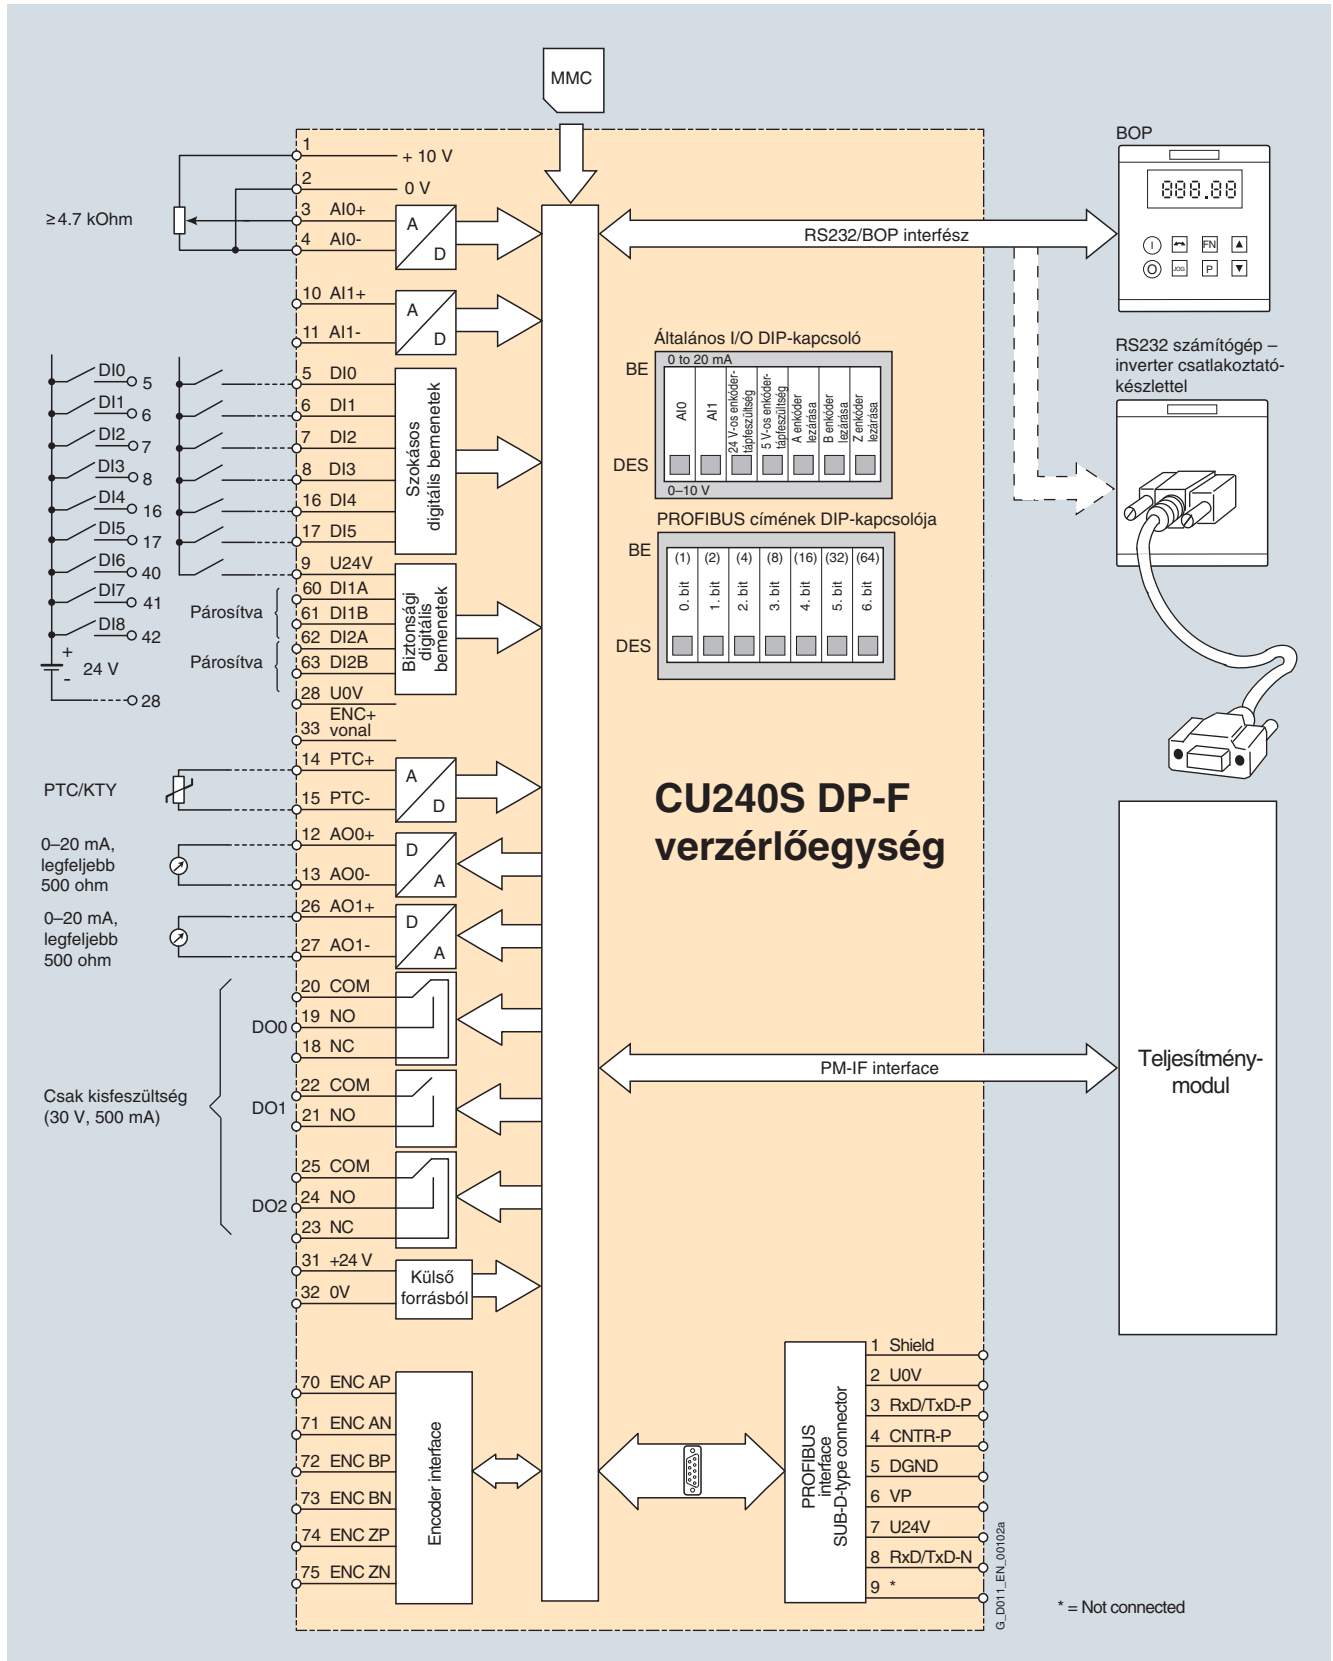 MMC
BOP
888.88
I
FN
O
JOG
P
1
+ 10 V
2
0 V
≥4.7 kOhm
3 AI0+
4 AI0-
A
D
RS232/BOP interfész
10 AI1+
11 AI1-
A
D
RS232 számítógép –
inverter csatlakoztató-
készlettel
Általános I/O DIP-kapcsoló
BE
0 to 20 mA
AI0
AI1
24 V-os enkóder-
tápfeszültség
5 V-os enkóder-
tápfeszültség
A enkóder
lezárása
B enkóder
lezárása
Z enkóder
lezárása
DES
0–10 V
PROFIBUS címének DIP-kapcsolója
BE
(1) (2) (4) (8) (16) (32) (64)
0. bit
1. bit
2. bit
3. bit
4. bit
5. bit
6. bit
DES
DI0 5
DI1 6
DI2 7
DI3 8
DI4 16
DI5 17
DI6 40
DI7 41
DI8 42
+
-
24 V
28
5 DI0
6 DI1
7 DI2
8 DI3
16 DI4
17 DI5
Szokásos
digitális bemenetek
9 U24V
60 DI1A
61 DI1B
62 DI2A
63 DI2B
Párosítva
Párosítva
Biztonsági
digitális
bemenetek
28 U0V
ENC+
33 vonal
PTC/KTY
14 PTC+
15 PTC-
A
D
CU240S DP-F
verzérlőegység
0–20 mA,
legfeljebb
500 ohm
12 AO0+
13 AO0-
D
A
0–20 mA,
legfeljebb
500 ohm
26 AO1+
27 AO1-
D
A
Csak kisfeszültség
(30 V, 500 mA)
DO0
20 COM
19 NO
18 NC
DO1
22 COM
21 NO
DO2
25 COM
24 NO
23 NC
PM-IF interface
Teljesítmény-
modul
31 +24 V
32 0V
Külső
forrásból
70 ENC AP
71 ENC AN
72 ENC BP
73 ENC BN
74 ENC ZP
75 ENC ZN
Encoder interface
PROFIBUS
interface
SUB-D-type connector
1 Shield
2 U0V
3 RxD/TxD-P
4 CNTR-P
5 DGND
6 VP
7 U24V
8 RxD/TxD-N
9 *
G_D011_EN_00102a
* = Not connected